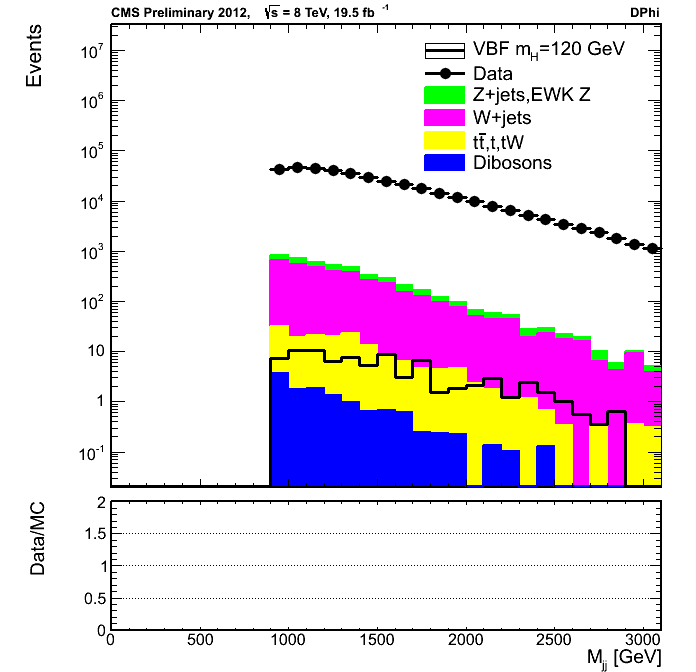 CMS Preliminary 2012, √s = 8 TeV, 19.5 fb⁻¹ DPhi
Events
VBF m_H=120 GeV
Data
Z+jets,EWK Z
W+jets
tt̄,t,tW
Dibosons
10⁷
10⁶
10⁵
10⁴
10³
10²
10
1
10⁻¹
Data/MC
2
1.5
1
0.5
0
0 500 1000 1500 2000 2500 3000
M_jj [GeV]